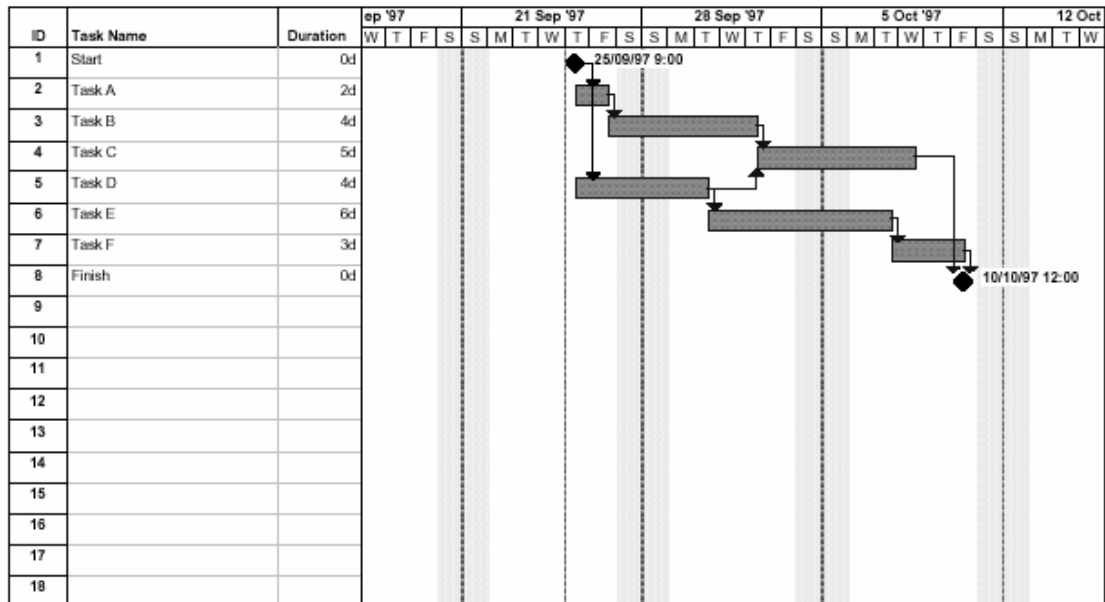 ep '97 21 Sep '97 28 Sep '97 5 Oct '97 12 Oct
ID Task Name Duration W T F S S M T W T F S S M T W T F S S M T W T F S S M T W
1 Start 0d 25/09/97 9:00
2 Task A 2d
3 Task B 4d
4 Task C 5d
5 Task D 4d
6 Task E 6d
7 Task F 3d
8 Finish 0d 10/10/97 12:00
9
10
11
12
13
14
15
16
17
18